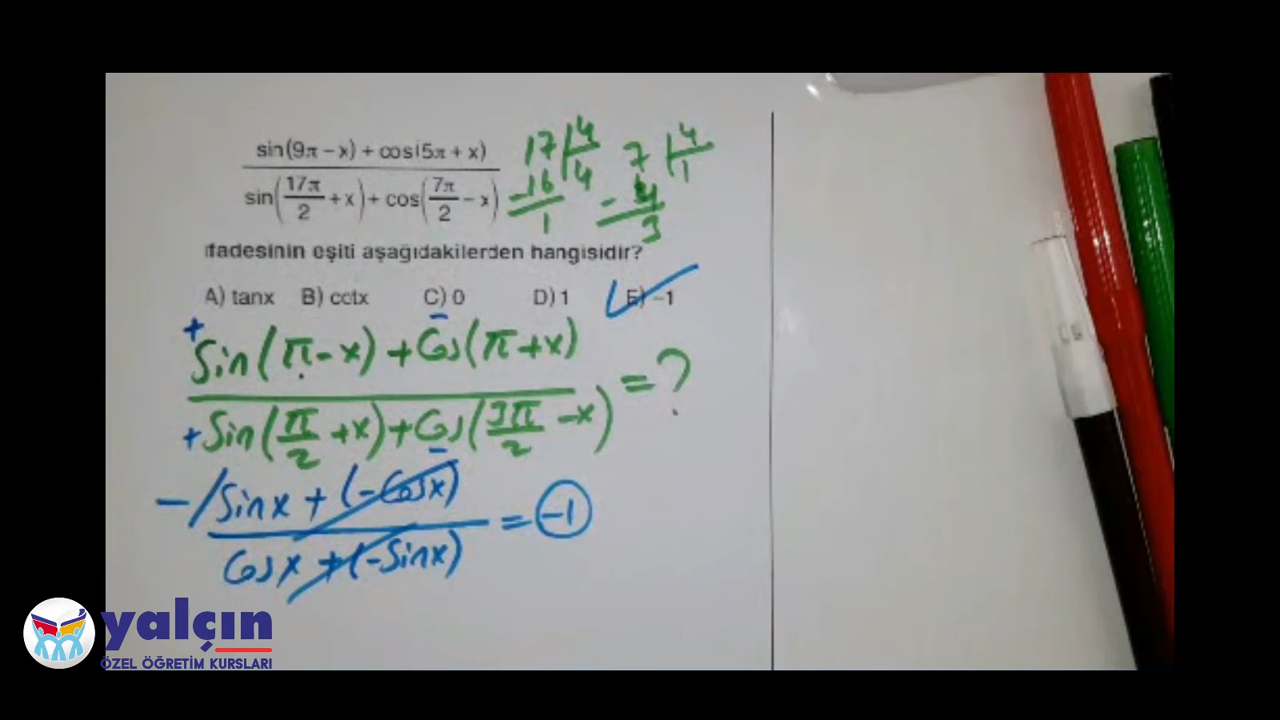 sin(9π − x) + cos(5π + x)
sin(17π/2 + x) + cos(7π/2 − x)
ifadesinin eşiti aşağıdakilerden hangisidir?
A) tanx B) cotx C) 0 D) 1 E) −1
17 | 4
−16 4
1
7 | 4
− 4 1
3
+ Sin(π − x) + Cos(π + x)
+ Sin(π/2 + x) + Cos(3π/2 − x) = ?
−/ Sinx + (−Cosx)
Cosx + (−Sinx) = −1
yalçın
ÖZEL ÖĞRETİM KURSLARI